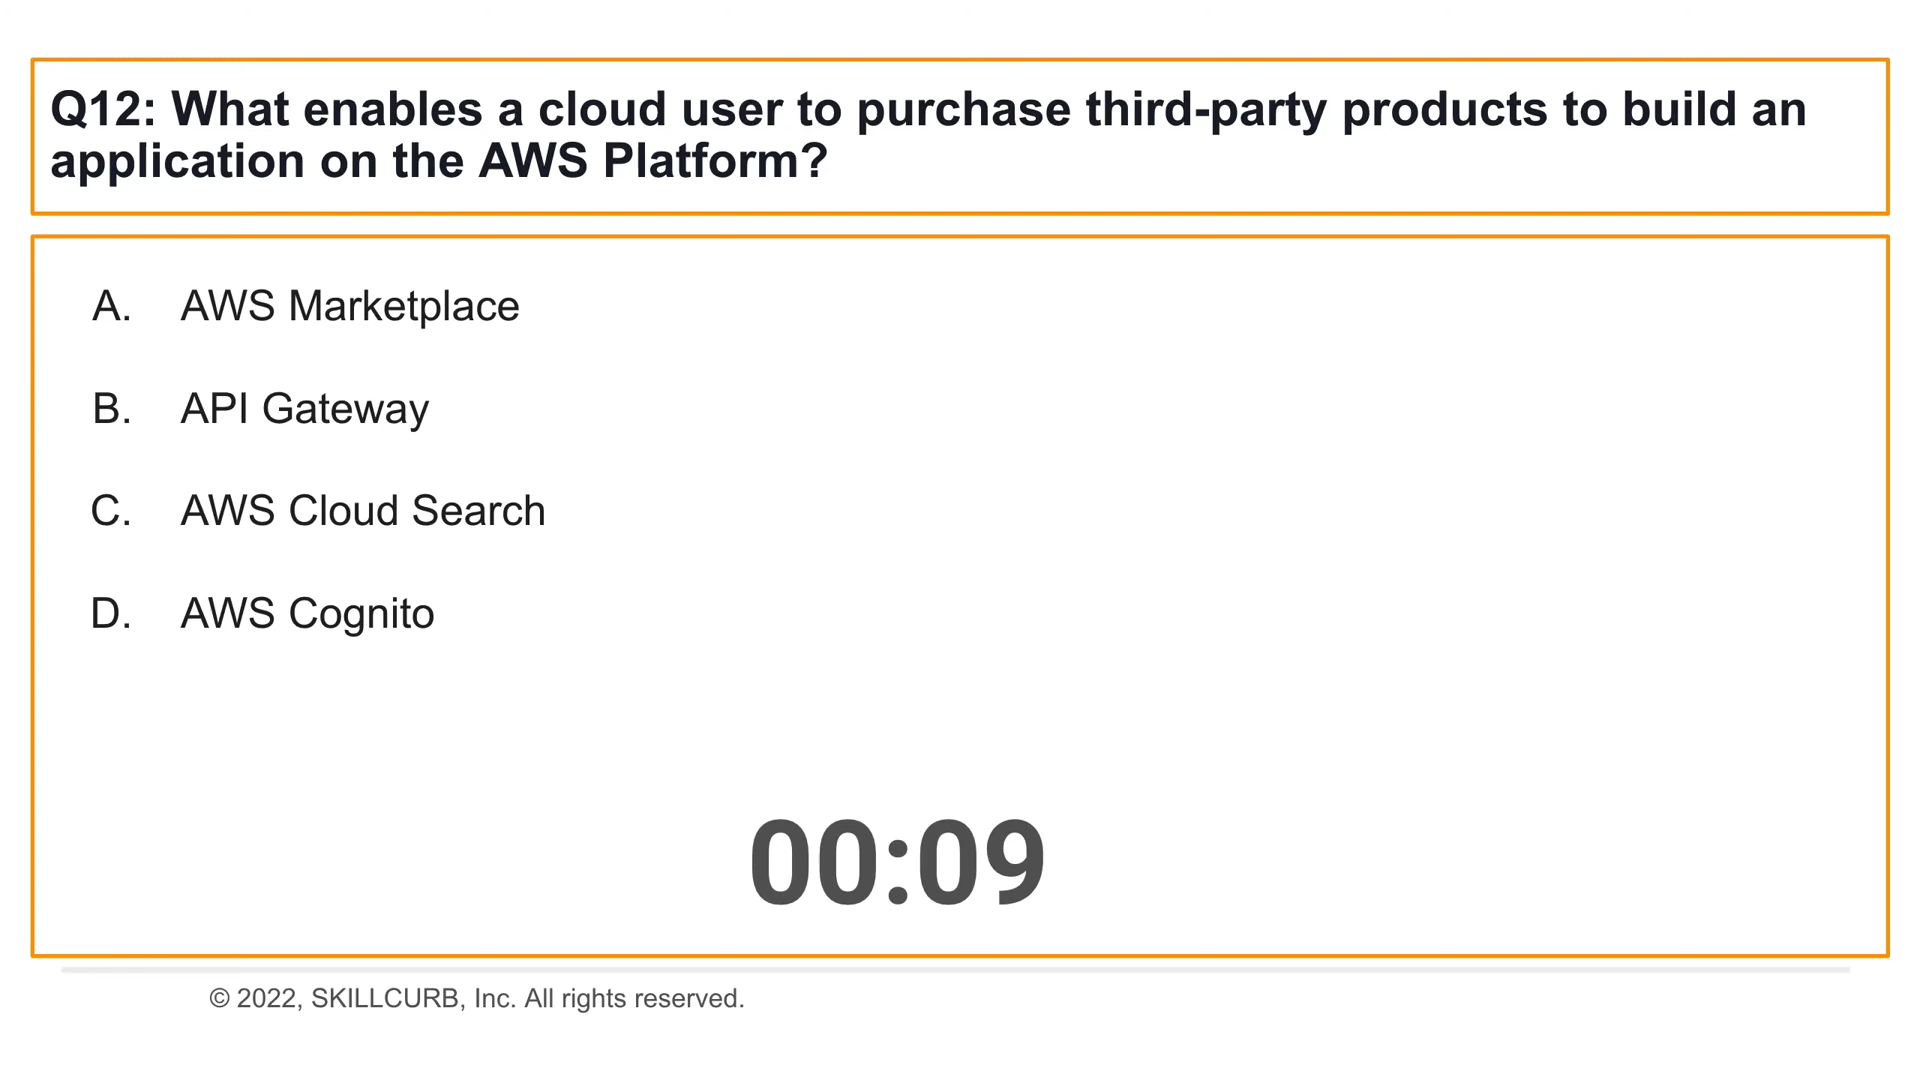 Q12: What enables a cloud user to purchase third-party products to build an
application on the AWS Platform?
A. AWS Marketplace
B. API Gateway
C. AWS Cloud Search
D. AWS Cognito
00:09
© 2022, SKILLCURB, Inc. All rights reserved.